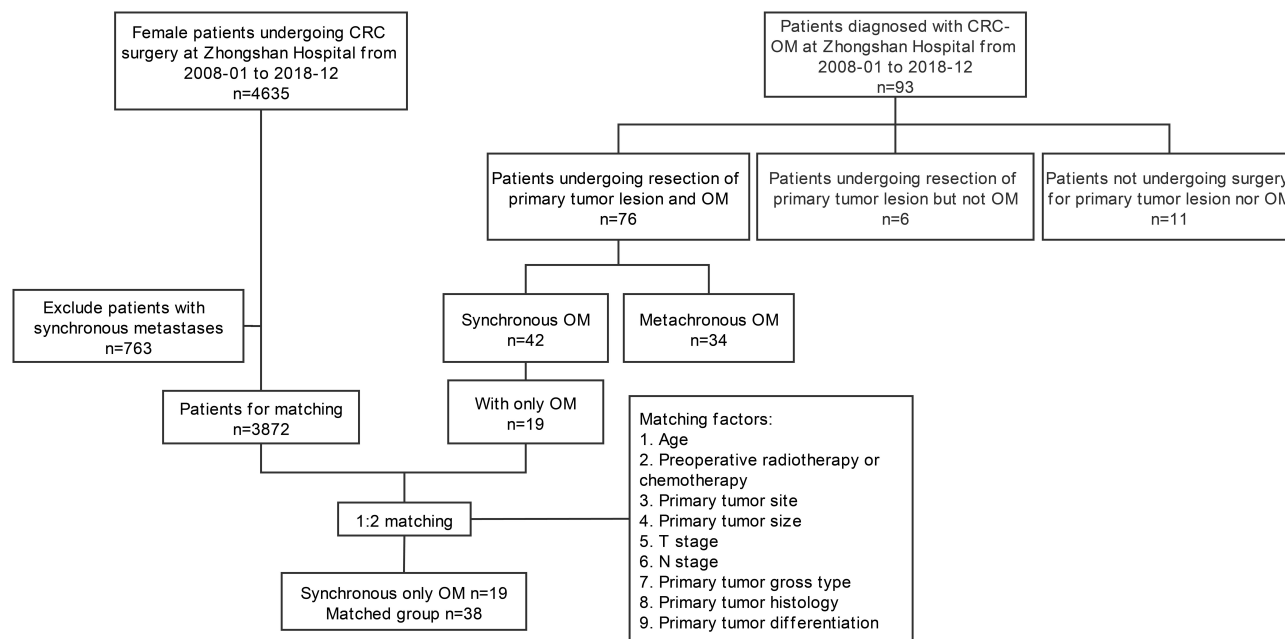 Female patients undergoing CRC
surgery at Zhongshan Hospital from
2008-01 to 2018-12
n=4635
Patients diagnosed with CRC-
OM at Zhongshan Hospital from
2008-01 to 2018-12
n=93
Patients undergoing resection of
primary tumor lesion and OM
n=76
Patients undergoing resection of
primary tumor lesion but not OM
n=6
Patients not undergoing surgery
for primary tumor lesion nor OM
n=11
Exclude patients with
synchronous metastases
n=763
Synchronous OM
n=42
Metachronous OM
n=34
Patients for matching
n=3872
With only OM
n=19
Matching factors:
1. Age
2. Preoperative radiotherapy or
chemotherapy
3. Primary tumor site
4. Primary tumor size
5. T stage
6. N stage
7. Primary tumor gross type
8. Primary tumor histology
9. Primary tumor differentiation
1:2 matching
Synchronous only OM n=19
Matched group n=38